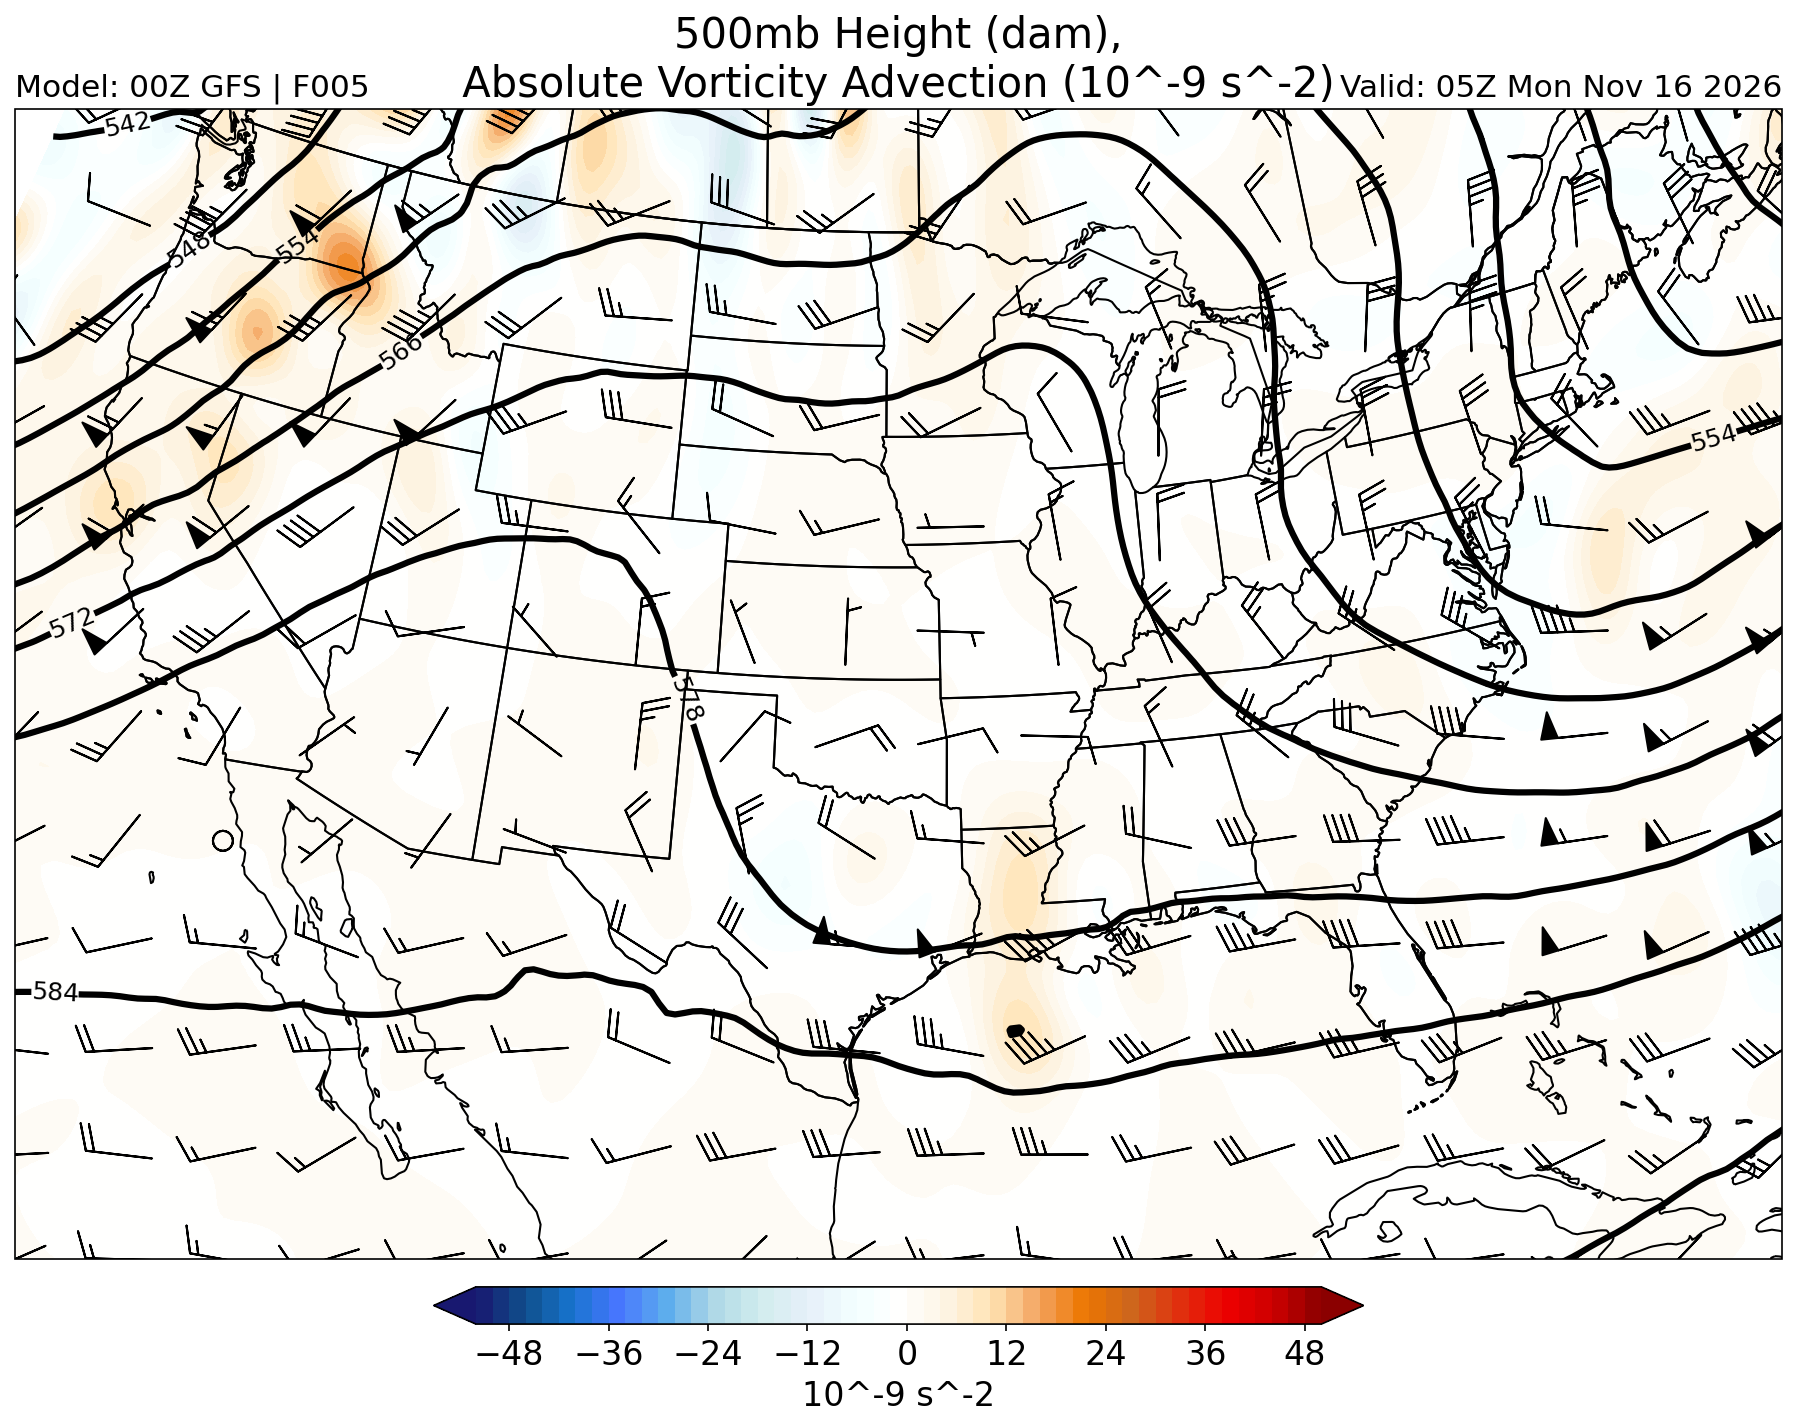 500mb Height (dam),
Model: 00Z GFS | F005
Absolute Vorticity Advection (10^-9 s^-2)
Valid: 05Z Mon Nov 16 2026
542
548
554
566
554
572
578
584
−48 −36 −24 −12 0 12 24 36 48
10^-9 s^-2